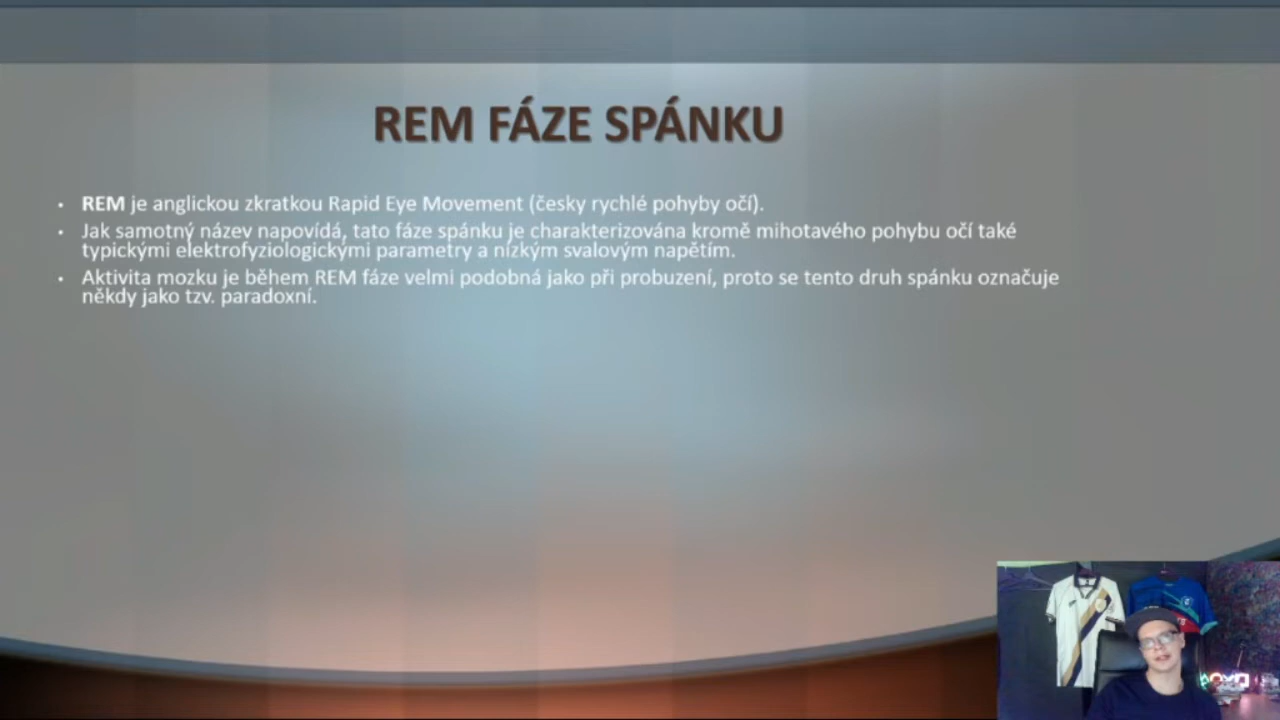 REM FÁZE SPÁNKU
• REM je anglickou zkratkou Rapid Eye Movement (česky rychlé pohyby očí).
• Jak samotný název napovídá, tato fáze spánku je charakterizována kromě mihotavého pohybu očí také
typickými elektrofyziologickými parametry a nízkým svalovým napětím.
• Aktivita mozku je během REM fáze velmi podobná jako při probuzení, proto se tento druh spánku označuje
někdy jako tzv. paradoxní.